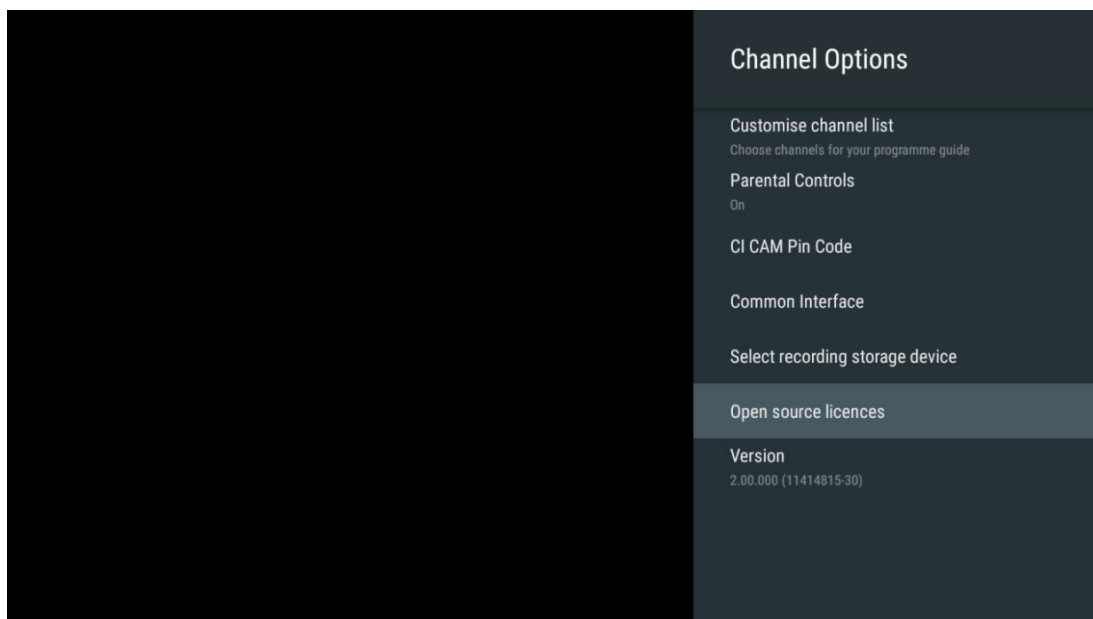 Channel Options
Customise channel list
Choose channels for your programme guide
Parental Controls
On
CI CAM Pin Code
Common Interface
Select recording storage device
Open source licences
Version
2.00.000 (11414815-30)